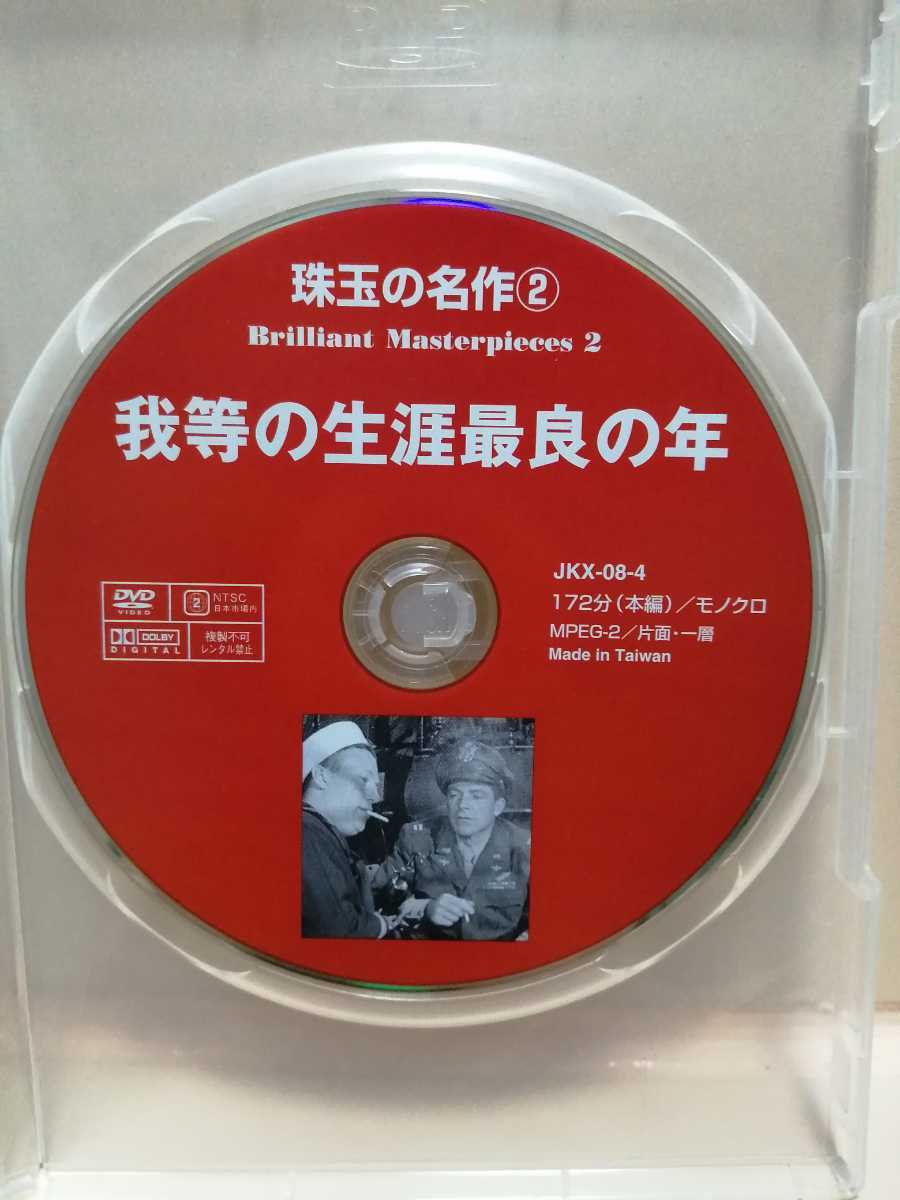 珠玉の名作②
Brilliant Masterpieces 2
我等の生涯最良の年
DVD
VIDEO
2
NTSC
日本市場内
DOLBY
DIGITAL
複製不可
レンタル禁止
JKX-08-4
172分(本編)/モノクロ
MPEG-2/片面・一層
Made in Taiwan